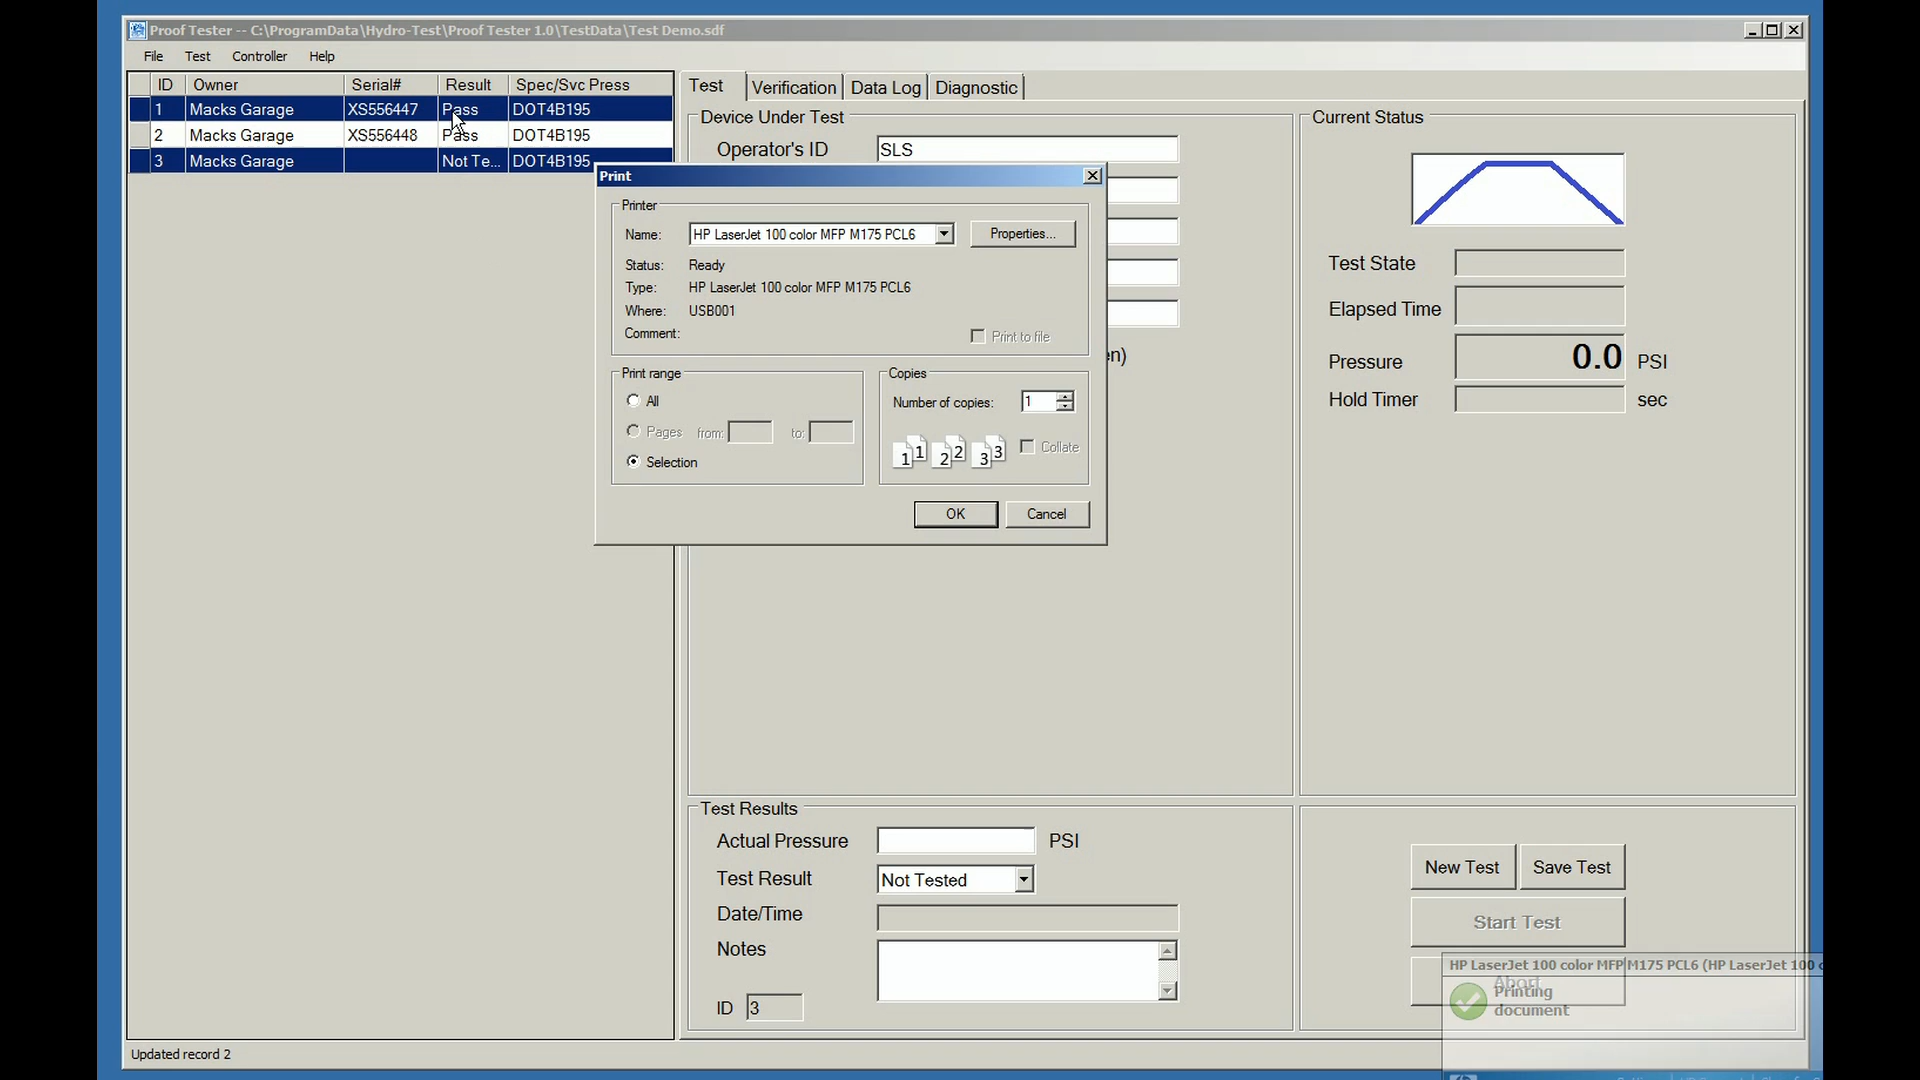 Proof Tester -- C:\ProgramData\Hydro-Test\Proof Tester 1.0\TestData\Test Demo.sdf
File Test Controller Help
ID Owner Serial# Result Spec/Svc Press
1 Macks Garage XS556447 Pass DOT4B195
2 Macks Garage XS556448 Pass DOT4B195
3 Macks Garage Not Te... DOT4B195
Test Verification Data Log Diagnostic
Device Under Test
Operator's ID SLS
en)
Print
Printer
Name: HP LaserJet 100 color MFP M175 PCL6 Properties...
Status: Ready
Type: HP LaserJet 100 color MFP M175 PCL6
Where: USB001
Comment:
Print to file
Print range
All
Pages from: to:
Selection
Copies
Number of copies: 1
1 1 2 2 3 3 Collate
OK Cancel
Current Status
Test State
Elapsed Time
Pressure 0.0 PSI
Hold Timer sec
Test Results
Actual Pressure PSI
Test Result Not Tested
Date/Time
Notes
ID 3
New Test Save Test
Start Test
Abort
HP LaserJet 100 color MFP M175 PCL6 (HP LaserJet 100 c
Printing
document
Updated record 2